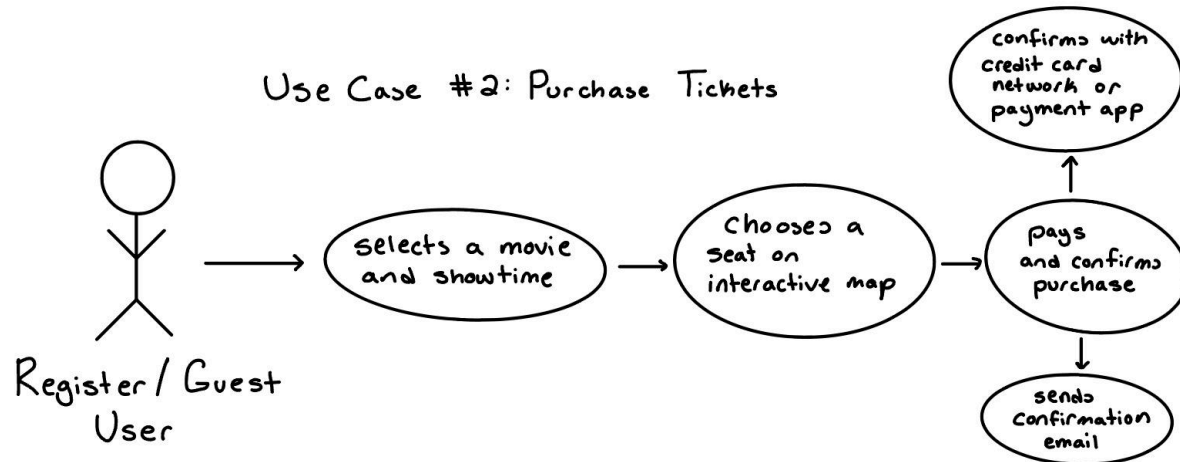 Use Case #2: Purchase Tickets
Register / Guest
User
selects a movie
and showtime
Chooses a
seat on
interactive map
pays
and confirms
purchase
confirms with
credit card
network or
payment app
sends
confirmation
email